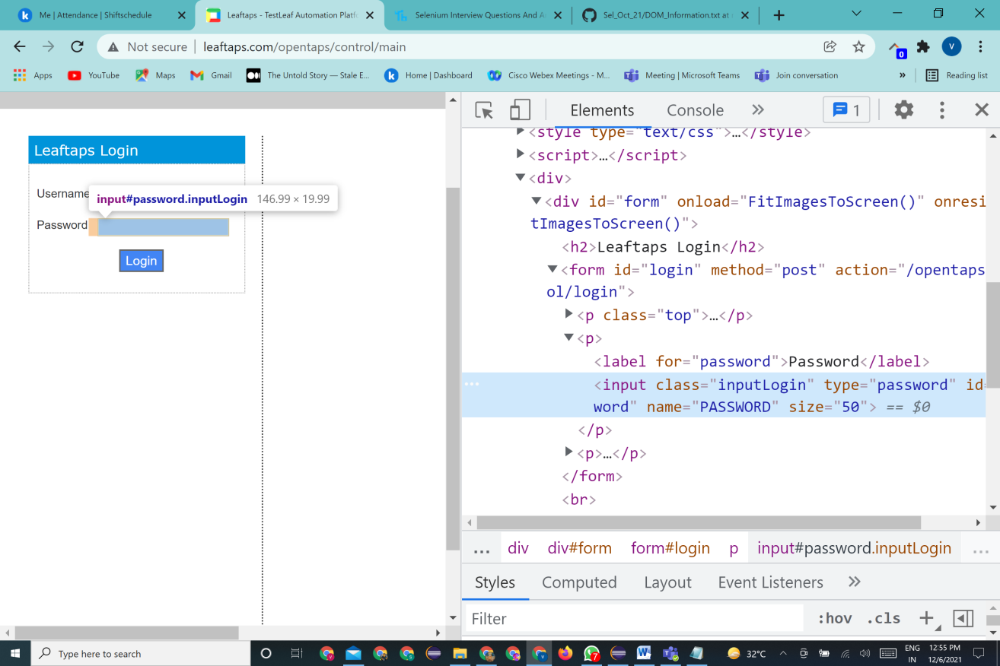 Me | Attendance | Shiftschedule
Leaftaps - TestLeaf Automation Platf
Selenium Interview Questions And A
Sel_Oct_21/DOM_Information.txt at
Not secure | leaftaps.com/opentaps/control/main
0
V
Apps
YouTube
Maps
Gmail
The Untold Story — Stale E...
Home | Dashboard
Cisco Webex Meetings - M...
Meeting | Microsoft Teams
Join conversation
»
Reading list
Leaftaps Login
Username
input#password.inputLogin 146.99 × 19.99
Password
Login
Elements
Console
»
1
<style type="text/css">…</style>
<script>…</script>
<div>
<div id="form" onload="FitImagesToScreen()" onresi
tImagesToScreen()">
<h2>Leaftaps Login</h2>
<form id="login" method="post" action="/opentaps
ol/login">
<p class="top">…</p>
<p>
<label for="password">Password</label>
<input class="inputLogin" type="password" id=
word" name="PASSWORD" size="50"> == $0
</p>
<p>…</p>
</form>
<br>
... div div#form form#login p input#password.inputLogin ...
Styles Computed Layout Event Listeners »
Filter
:hov .cls
Type here to search
7
32°C
ENG
IN
12:55 PM
12/6/2021